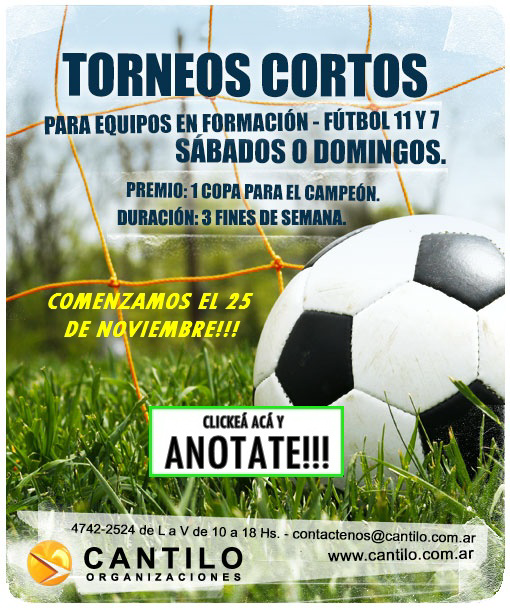 TORNEOS CORTOS
PARA EQUIPOS EN FORMACIÓN - FÚTBOL 11 Y 7
SÁBADOS O DOMINGOS.
PREMIO: 1 COPA PARA EL CAMPEÓN.
DURACIÓN: 3 FINES DE SEMANA.
COMENZAMOS EL 25
DE NOVIEMBRE!!!
CLICKEÁ ACÁ Y
ANOTATE!!!
4742-2524 de L a V de 10 a 18 Hs. - contactenos@cantilo.com.ar
www.cantilo.com.ar
CANTILO
ORGANIZACIONES